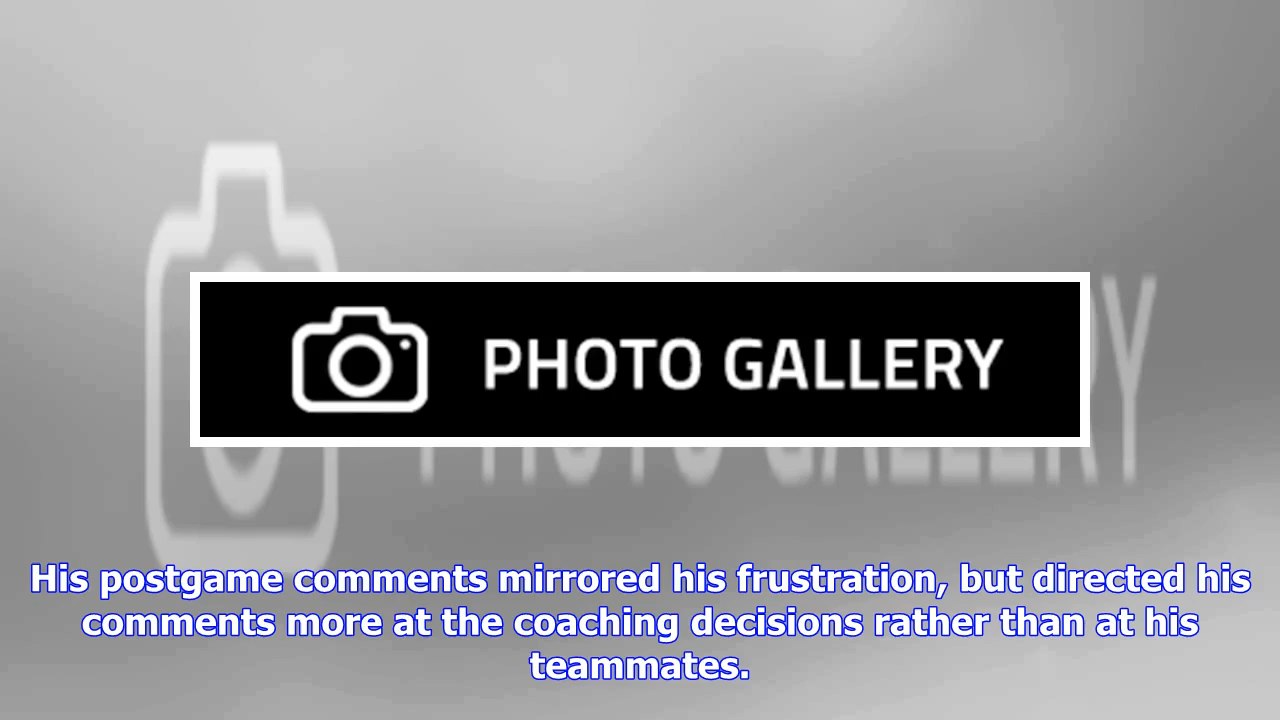 PHOTO GALLERY
His postgame comments mirrored his frustration, but directed his
comments more at the coaching decisions rather than at his
teammates.